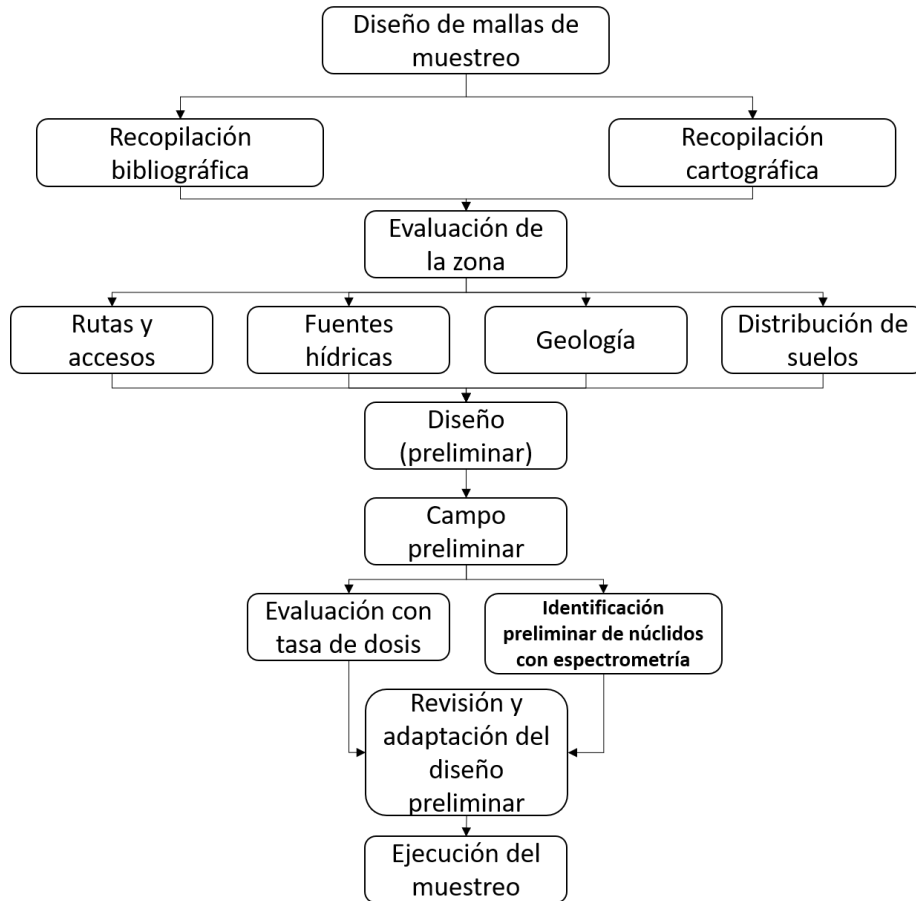 Diseño de mallas de
muestreo
Recopilación
bibliográfica
Recopilación
cartográfica
Evaluación de
la zona
Rutas y
accesos
Fuentes
hídricas
Geología
Distribución de
suelos
Diseño
(preliminar)
Campo
preliminar
Evaluación con
tasa de dosis
Identificación
preliminar de núclidos
con espectrometría
Revisión y
adaptación del
diseño
preliminar
Ejecución del
muestreo